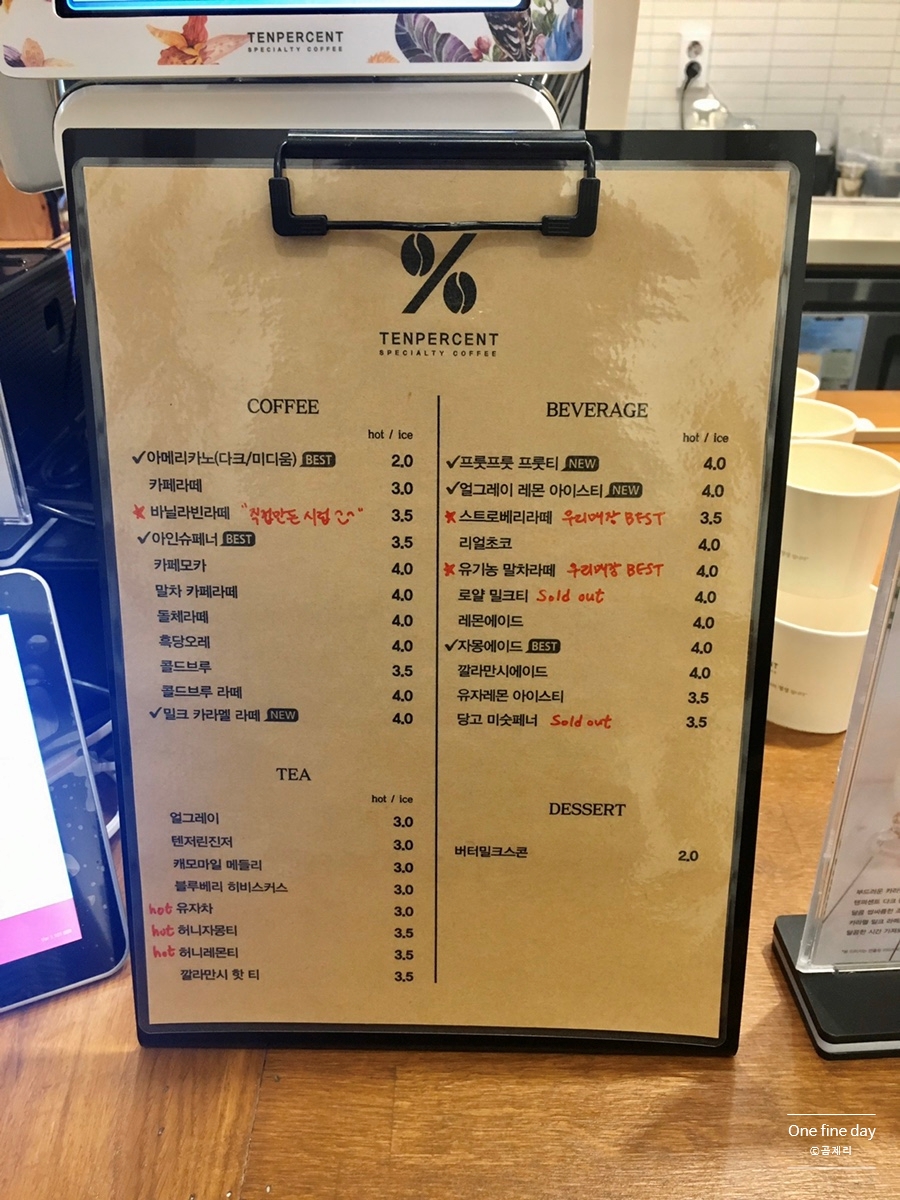 TENPERCENT
SPECIALTY COFFEE
TENPERCENT
SPECIALTY COFFEE
COFFEE
hot / ice
✓아메리카노(다크/미디움) BEST 2.0
카페라떼 3.0
★ 바닐라빈라떼 "직접만든 시럽 ^^" 3.5
✓아인슈페너 BEST 3.5
카페모카 4.0
말차 카페라떼 4.0
돌체라떼 4.0
흑당오레 4.0
콜드브루 3.5
콜드브루 라떼 4.0
✓밀크 카라멜 라떼 NEW 4.0
TEA
hot / ice
얼그레이 3.0
텐저린진저 3.0
캐모마일 메들리 3.0
블루베리 히비스커스 3.0
hot 유자차 3.0
hot 허니자몽티 3.5
hot 허니레몬티 3.5
깔라만시 핫 티 3.5
BEVERAGE
hot / ice
✓프룻프룻 프룻티 NEW 4.0
✓얼그레이 레몬 아이스티 NEW 4.0
★ 스트로베리라떼 우리매장 BEST 3.5
리얼초코 4.0
★ 유기농 말차라떼 우리매장 BEST 4.0
로얄 밀크티 Sold out 4.0
레몬에이드 4.0
✓자몽에이드 BEST 4.0
깔라만시에이드 4.0
유자레몬 아이스티 3.5
당고 미숫페너 Sold out 3.5
DESSERT
버터밀크스콘 2.0
부드러운 카라
One fine day
©곰체리